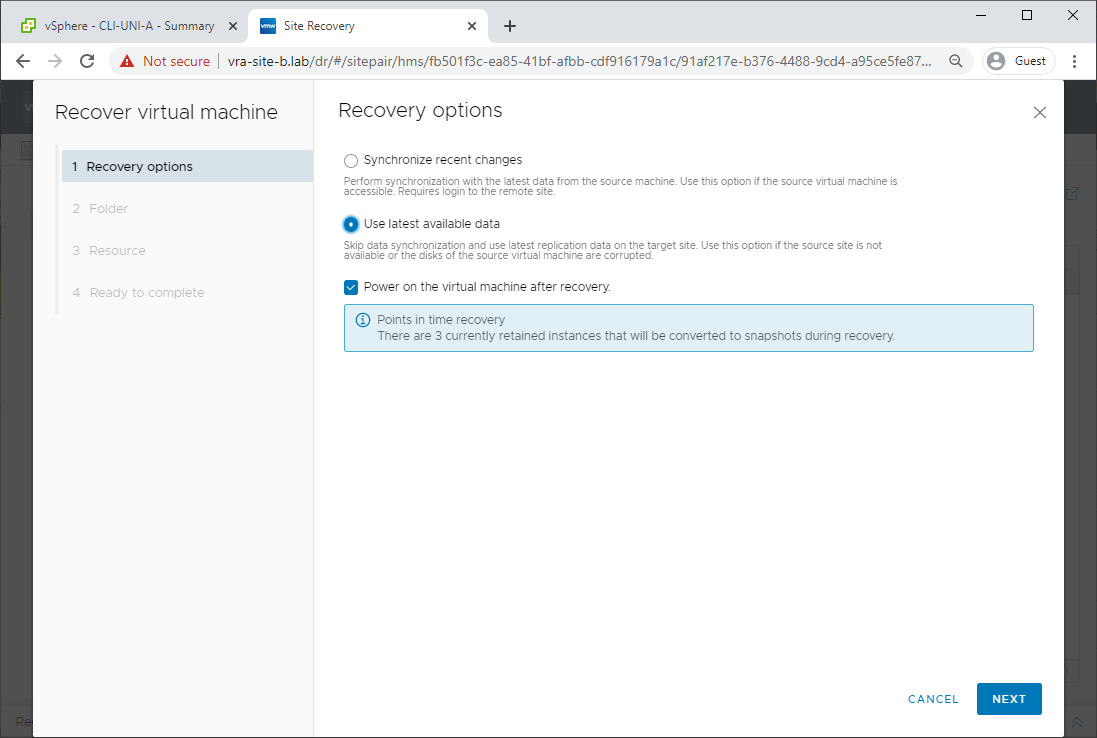 vSphere - CLI-UNI-A - Summary
vmw Site Recovery
Not secure
vra-site-b.lab/dr/#/sitepair/hms/fb501f3c-ea85-41bf-afbb-cdf916179a1c/91af217e-b376-4488-9cd4-a95ce5fe87...
Guest
Recover virtual machine
1 Recovery options
2 Folder
3 Resource
4 Ready to complete
Recovery options
Synchronize recent changes
Perform synchronization with the latest data from the source machine. Use this option if the source virtual machine is
accessible. Requires login to the remote site.
Use latest available data
Skip data synchronization and use latest replication data on the target site. Use this option if the source site is not
available or the disks of the source virtual machine are corrupted.
Power on the virtual machine after recovery.
Points in time recovery
There are 3 currently retained instances that will be converted to snapshots during recovery.
CANCEL
NEXT